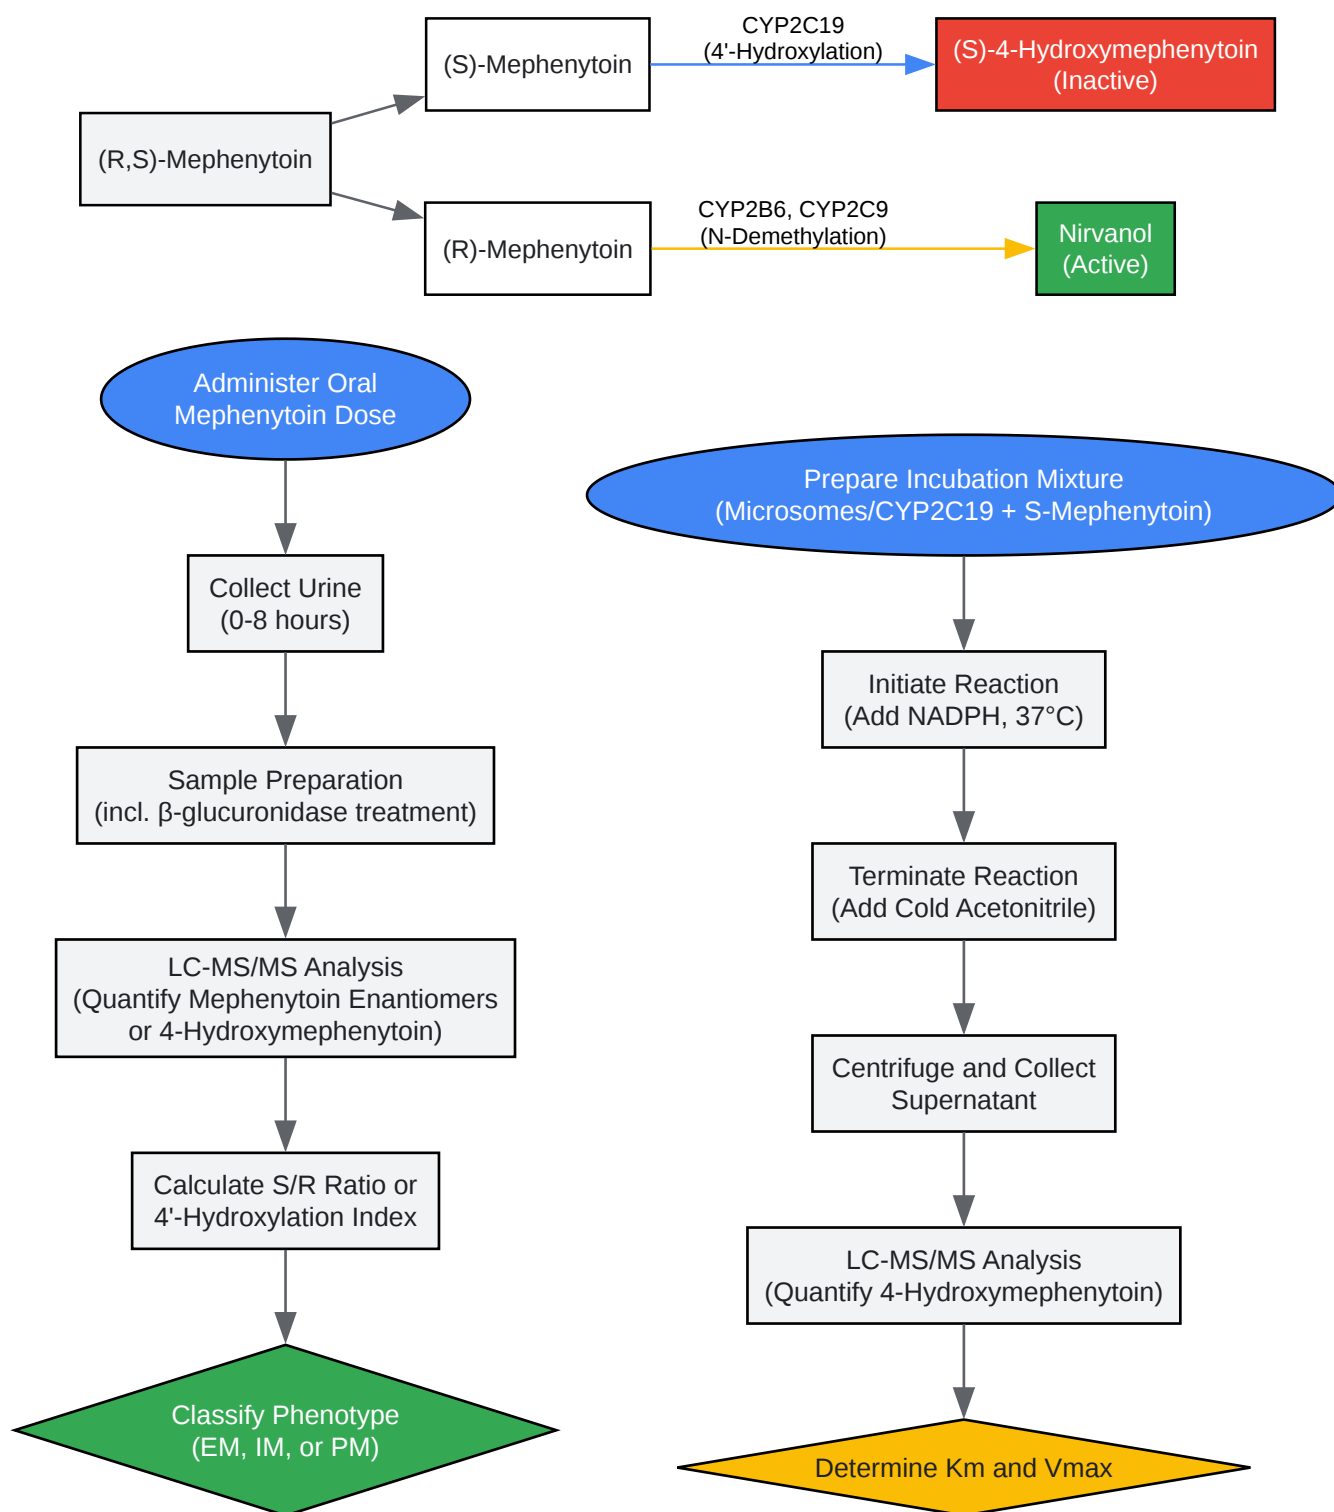 CYP2C19
(4'-Hydroxylation)
(S)-Mephenytoin
(S)-4-Hydroxymephenytoin
(Inactive)
(R,S)-Mephenytoin
CYP2B6, CYP2C9
(N-Demethylation)
(R)-Mephenytoin
Nirvanol
(Active)
Administer Oral
Mephenytoin Dose
Collect Urine
(0-8 hours)
Sample Preparation
(incl. β-glucuronidase treatment)
LC-MS/MS Analysis
(Quantify Mephenytoin Enantiomers
or 4-Hydroxymephenytoin)
Calculate S/R Ratio or
4'-Hydroxylation Index
Classify Phenotype
(EM, IM, or PM)
Prepare Incubation Mixture
(Microsomes/CYP2C19 + S-Mephenytoin)
Initiate Reaction
(Add NADPH, 37°C)
Terminate Reaction
(Add Cold Acetonitrile)
Centrifuge and Collect
Supernatant
LC-MS/MS Analysis
(Quantify 4-Hydroxymephenytoin)
Determine Km and Vmax